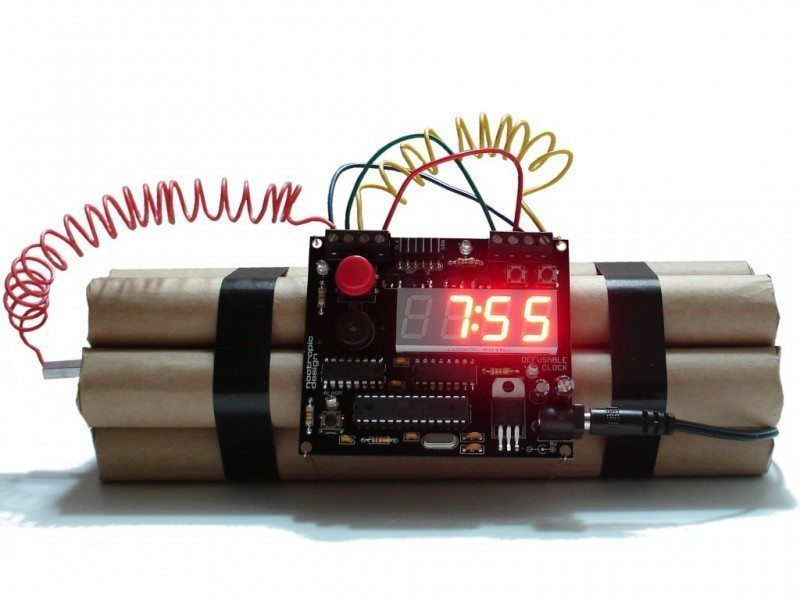 7:55
DEFUSABLE
CLOCK
nootropic
design